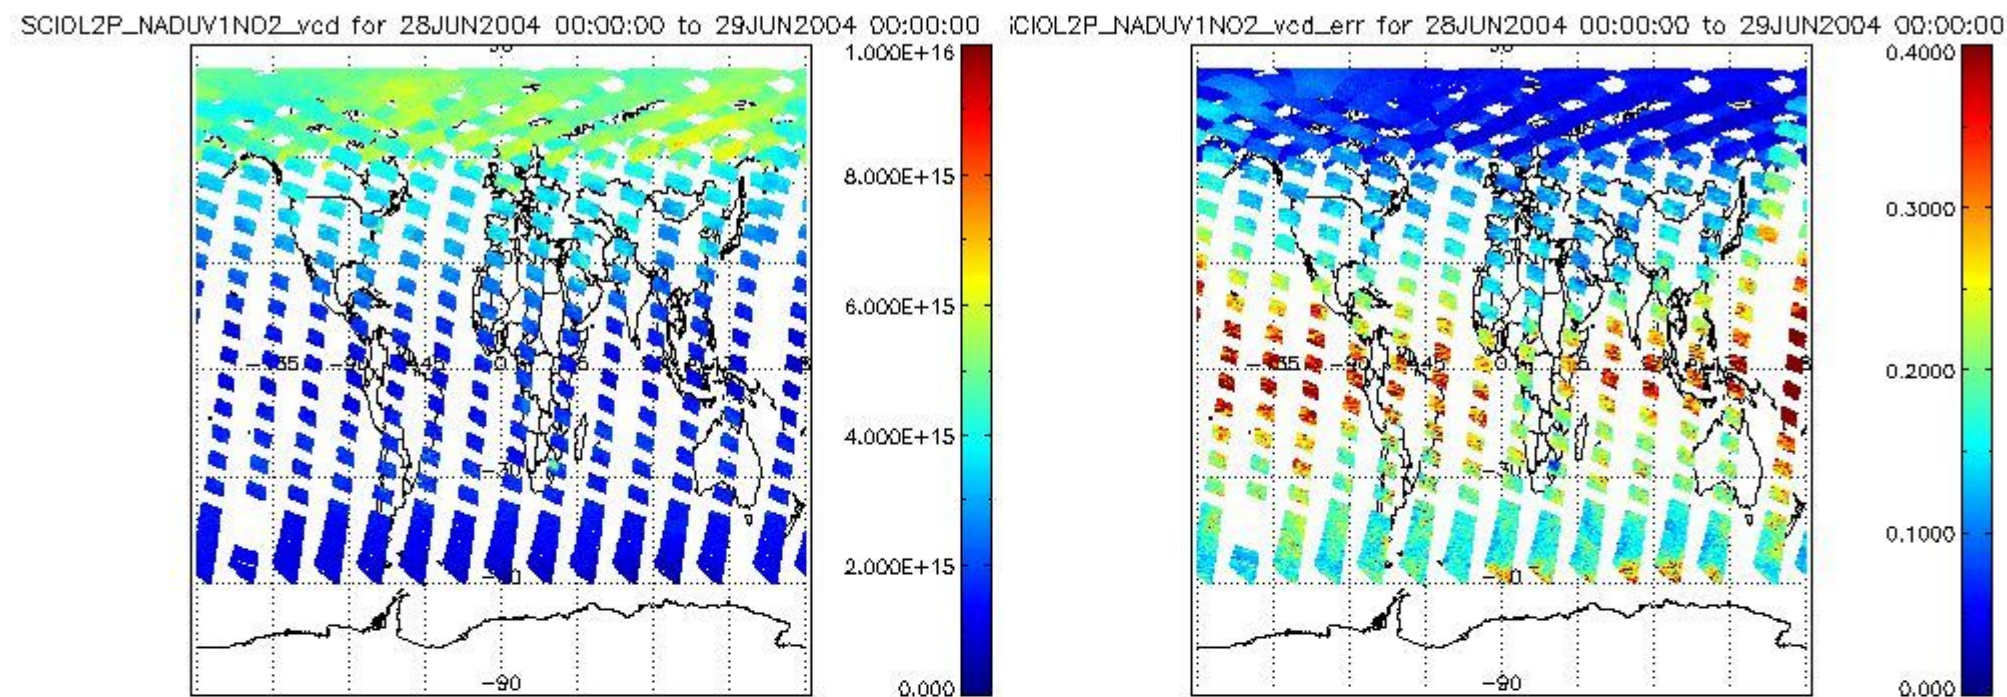 SCIOL2P_NADUV1NO2_vcd for 28JUN2004 00:00:00 to 29JUN2004 00:00:00
1.000E+16
8.000E+15
6.000E+15
4.000E+15
2.000E+15
0.000
-90
CIOL2P_NADUV1NO2_vcd_err for 28JUN2004 00:00:00 to 29JUN2004 00:00:00
0.4000
0.3000
0.2000
0.1000
0.000
-30
-90